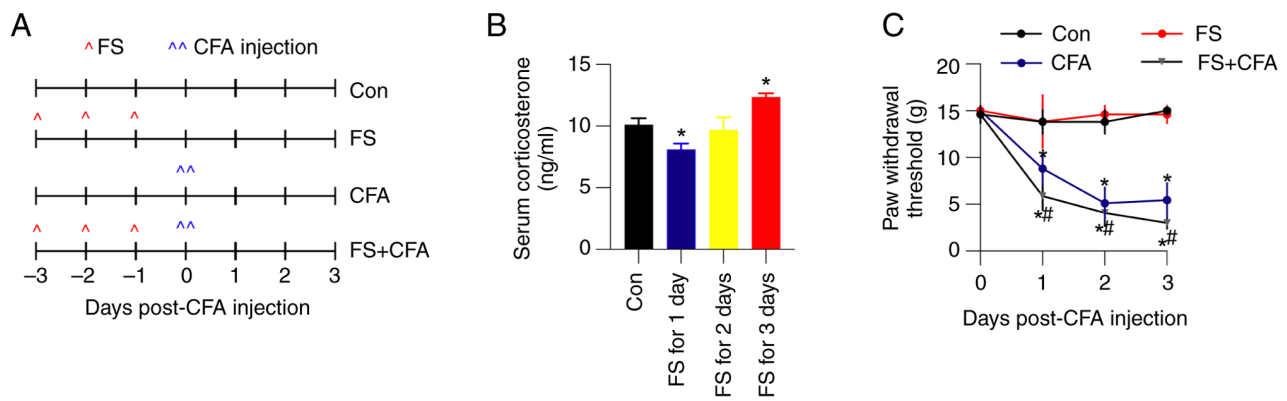 A
^ FS ^^ CFA injection
Con
^ ^ ^
FS
^^
CFA
^ ^ ^ ^^
FS+CFA
–3 –2 –1 0 1 2 3
Days post-CFA injection
B
Serum corticosterone
(ng/ml)
15
10
5
0
*
*
Con
FS for 1 day
FS for 2 days
FS for 3 days
C
Con FS
CFA FS+CFA
Paw withdrawal
threshold (g)
20
15
10
5
0
* * *
*# *# *#
0 1 2 3
Days post-CFA injection